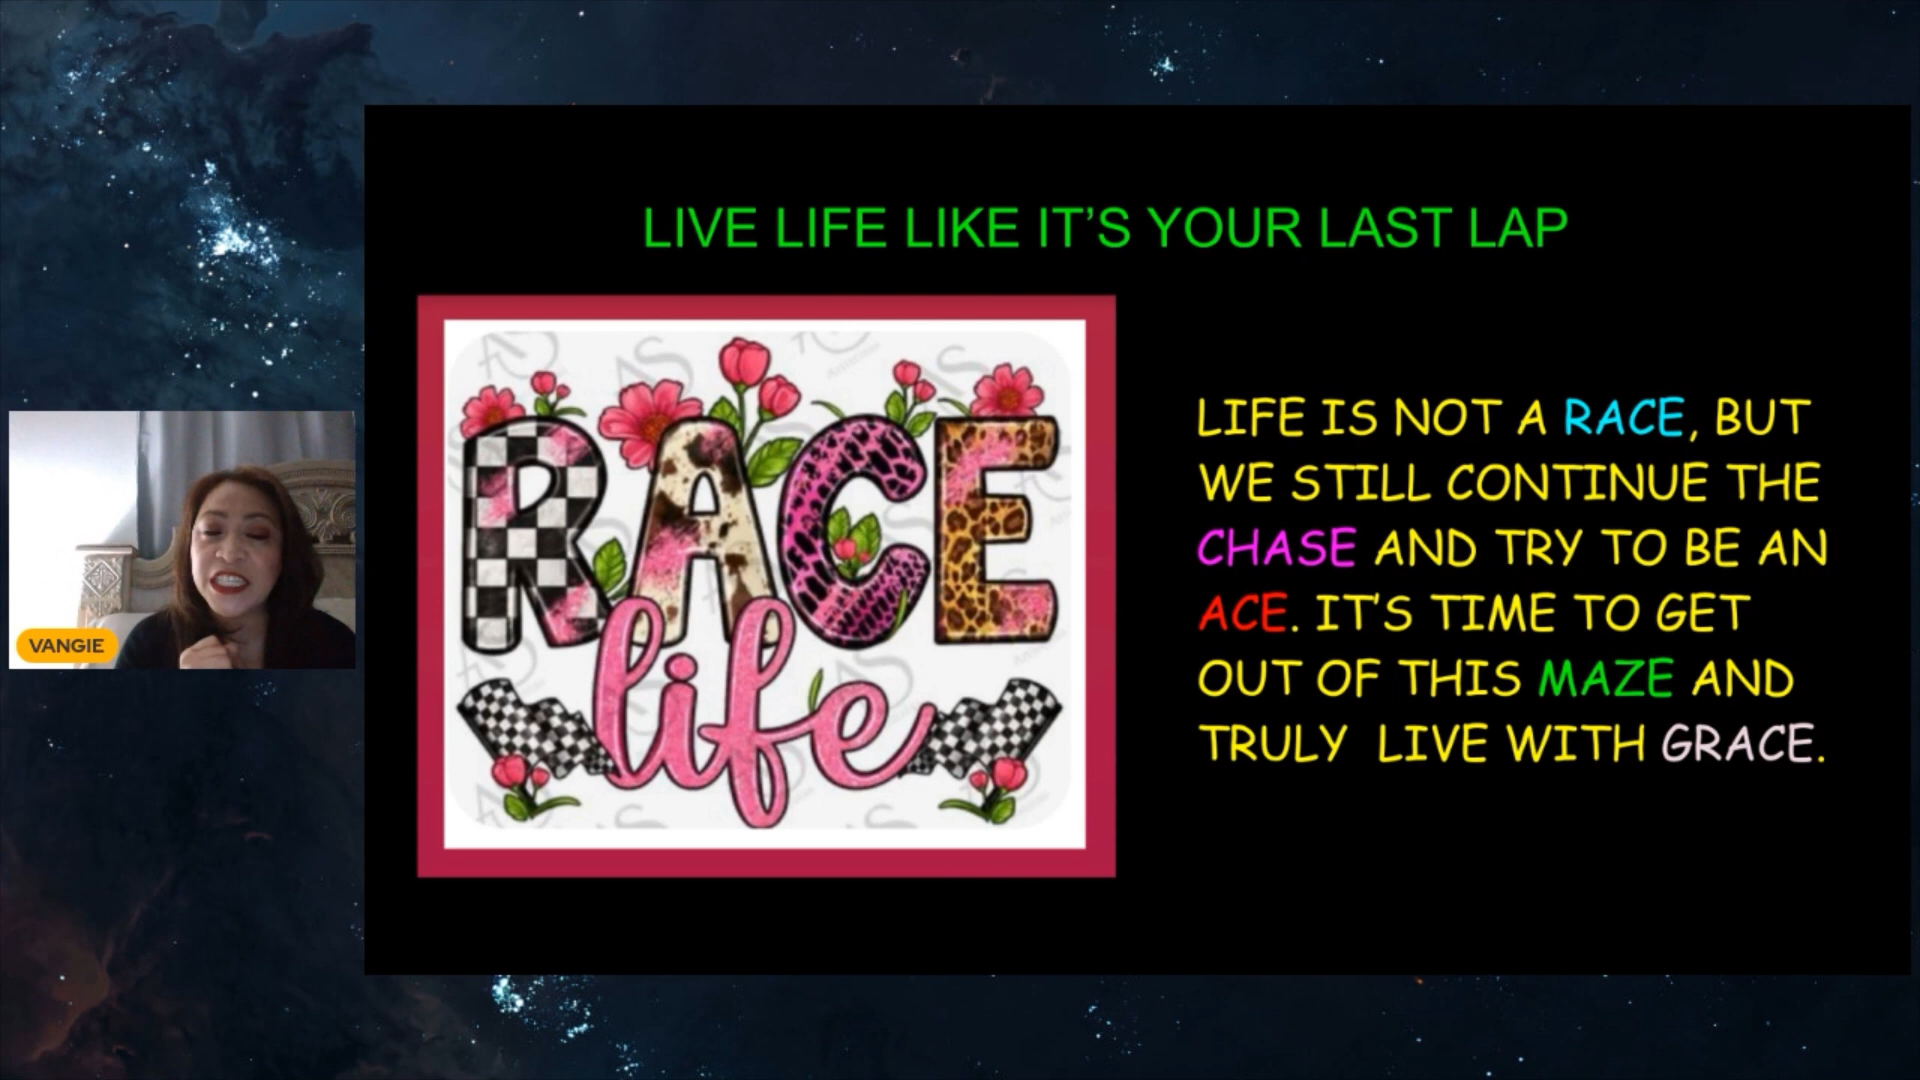 LIVE LIFE LIKE IT'S YOUR LAST LAP
RACE
life
LIFE IS NOT A RACE, BUT
WE STILL CONTINUE THE
CHASE AND TRY TO BE AN
ACE. IT'S TIME TO GET
OUT OF THIS MAZE AND
TRULY LIVE WITH GRACE.
VANGIE